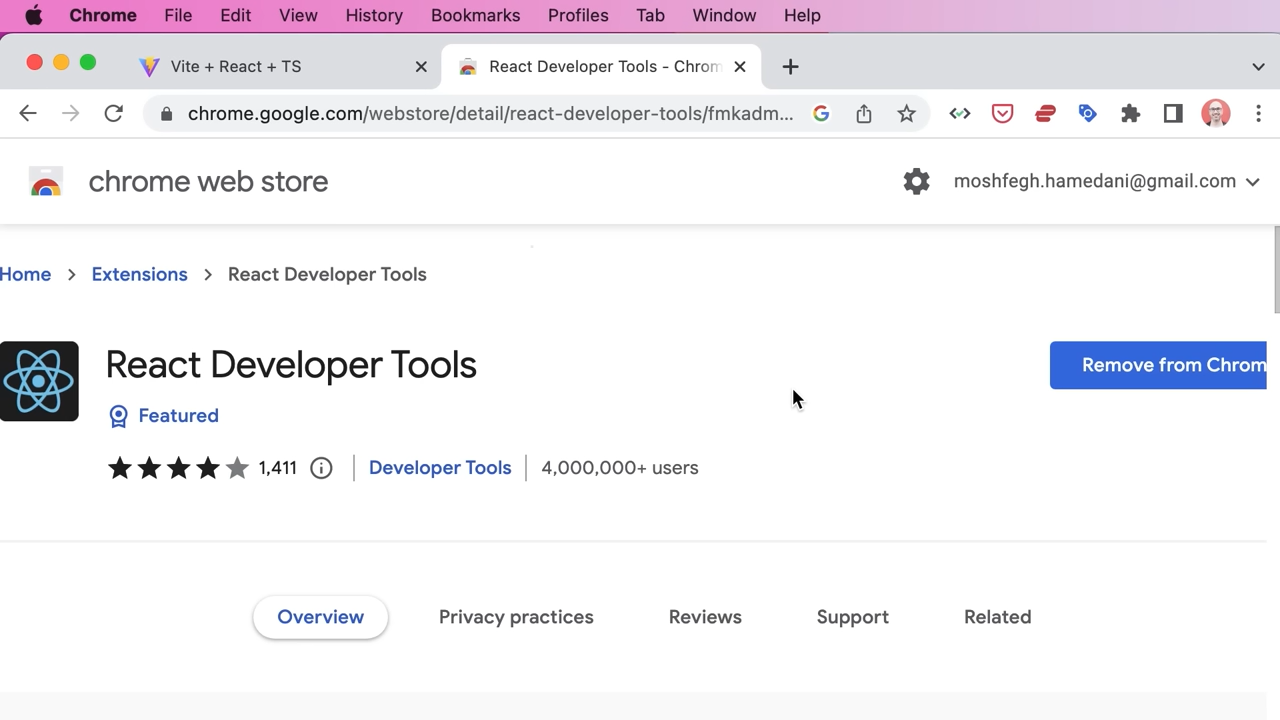 Chrome File Edit View History Bookmarks Profiles Tab Window Help
Vite + React + TS React Developer Tools - Chrom
chrome.google.com/webstore/detail/react-developer-tools/fmkadm...
chrome web store moshfegh.hamedani@gmail.com
Home > Extensions > React Developer Tools
React Developer Tools
Remove from Chrom
Featured
1,411 Developer Tools 4,000,000+ users
Overview Privacy practices Reviews Support Related